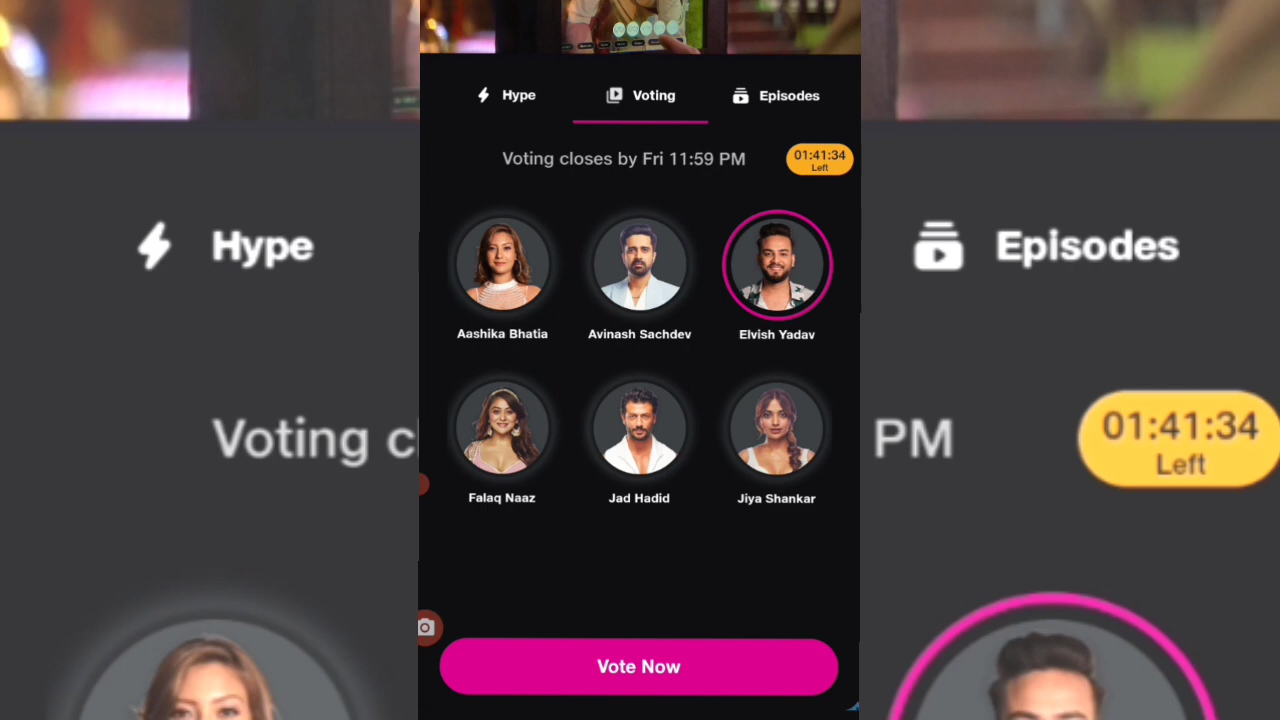 Hype
Voting
Episodes
Voting closes by Fri 11:59 PM
01:41:34
Left
Aashika Bhatia
Avinash Sachdev
Elvish Yadav
Falaq Naaz
Jad Hadid
Jiya Shankar
Vote Now
Hype
Episodes
Voting c
PM
01:41:34
Left